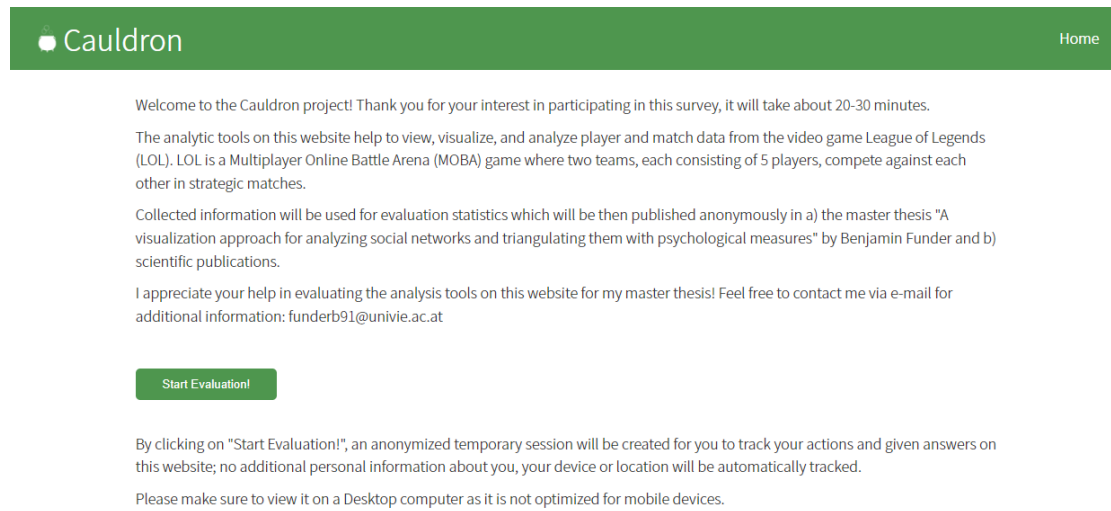 Cauldron
Home
Welcome to the Cauldron project! Thank you for your interest in participating in this survey, it will take about 20-30 minutes.
The analytic tools on this website help to view, visualize, and analyze player and match data from the video game League of Legends
(LOL). LOL is a Multiplayer Online Battle Arena (MOBA) game where two teams, each consisting of 5 players, compete against each
other in strategic matches.
Collected information will be used for evaluation statistics which will be then published anonymously in a) the master thesis "A
visualization approach for analyzing social networks and triangulating them with psychological measures" by Benjamin Funder and b)
scientific publications.
I appreciate your help in evaluating the analysis tools on this website for my master thesis! Feel free to contact me via e-mail for
additional information: funderb91@univie.ac.at
Start Evaluation!
By clicking on "Start Evaluation!", an anonymized temporary session will be created for you to track your actions and given answers on
this website; no additional personal information about you, your device or location will be automatically tracked.
Please make sure to view it on a Desktop computer as it is not optimized for mobile devices.